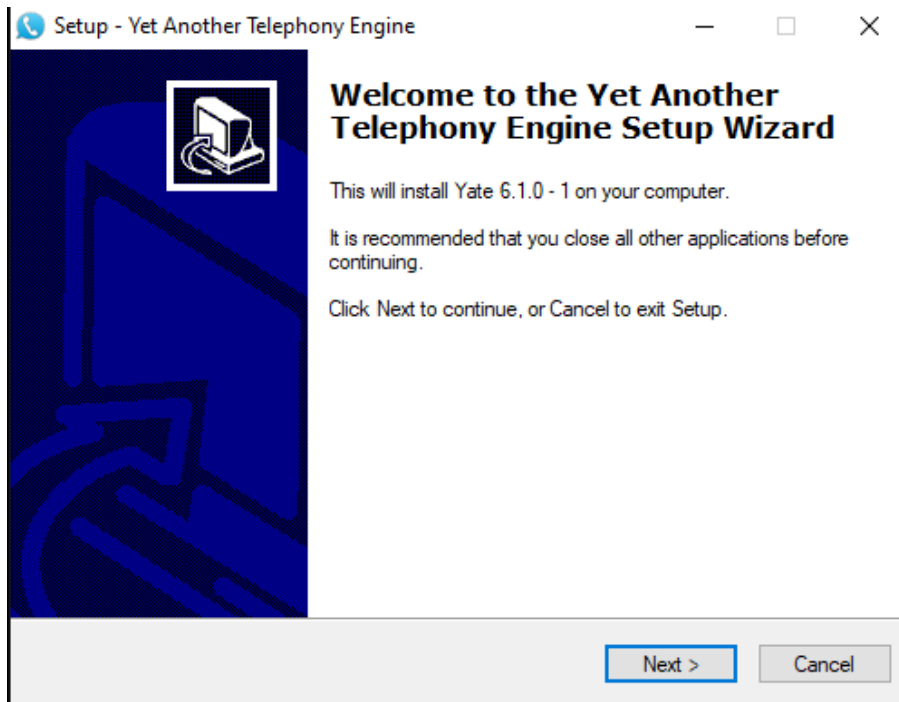 Setup - Yet Another Telephony Engine
Welcome to the Yet Another
Telephony Engine Setup Wizard
This will install Yate 6.1.0 - 1 on your computer.
It is recommended that you close all other applications before
continuing.
Click Next to continue, or Cancel to exit Setup.
Next >
Cancel